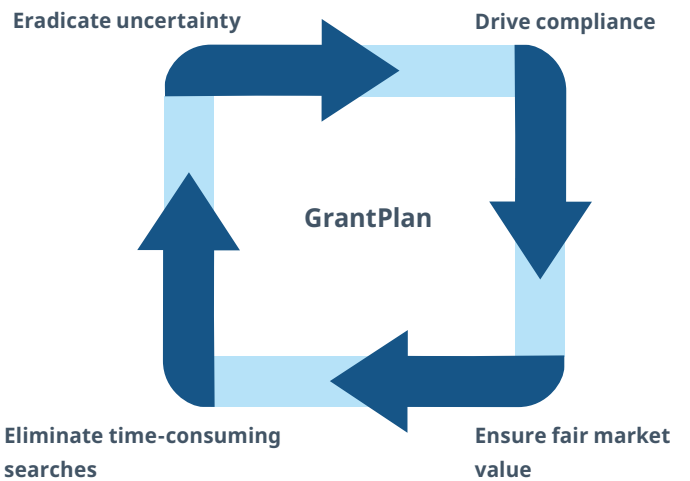 Eradicate uncertainty
Drive compliance
GrantPlan
Eliminate time-consuming
searches
Ensure fair market
value